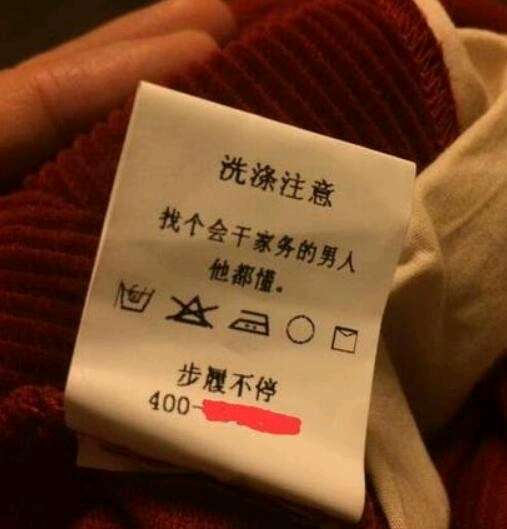 洗涤注意
找个会干家务的男人
他都懂。
步履不停
400-